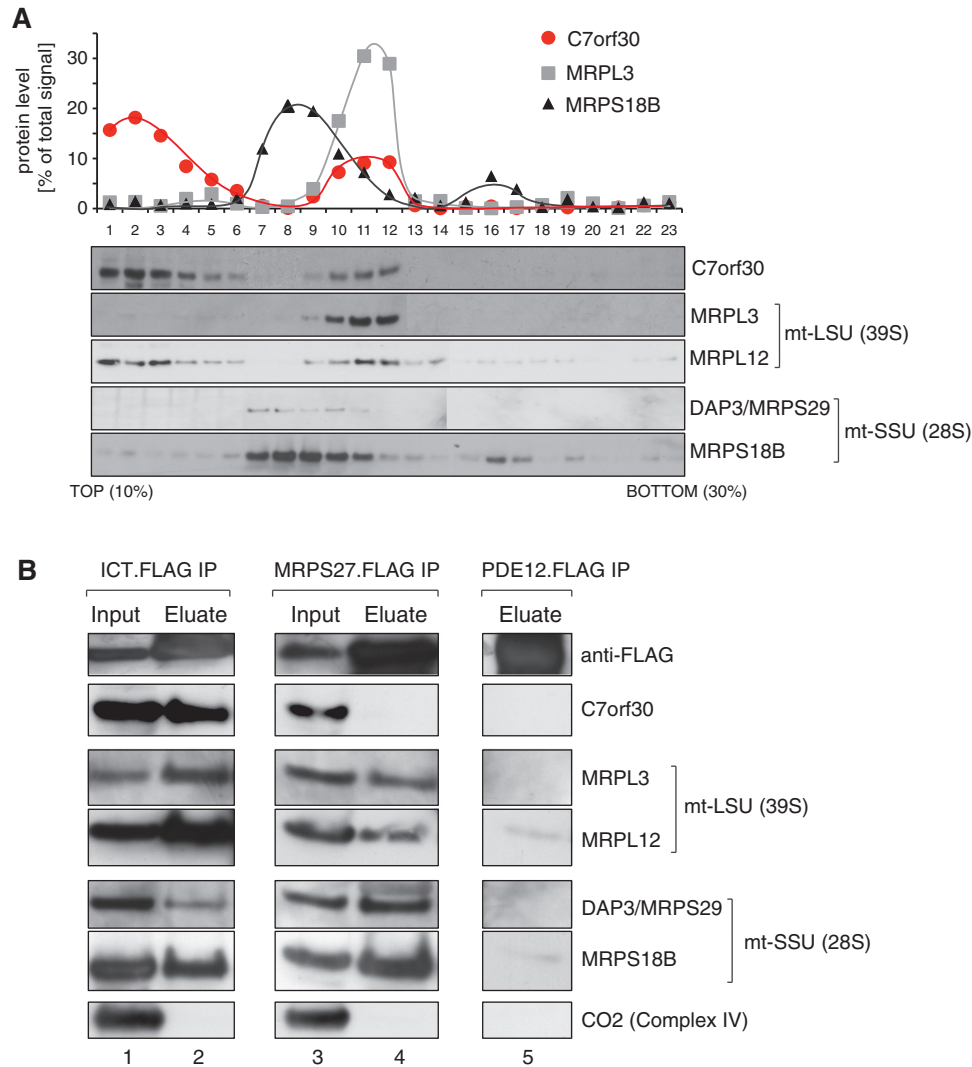 A
protein level
[% of total signal]
30
20
10
0
C7orf30
MRPL3
MRPS18B
1 2 3 4 5 6 7 8 9 10 11 12 13 14 15 16 17 18 19 20 21 22 23
C7orf30
MRPL3
MRPL12
mt-LSU (39S)
DAP3/MRPS29
MRPS18B
mt-SSU (28S)
TOP (10%)
BOTTOM (30%)
B
ICT.FLAG IP
MRPS27.FLAG IP
PDE12.FLAG IP
Input Eluate
Input Eluate
Eluate
anti-FLAG
C7orf30
MRPL3
MRPL12
mt-LSU (39S)
DAP3/MRPS29
MRPS18B
mt-SSU (28S)
CO2 (Complex IV)
1 2 3 4 5